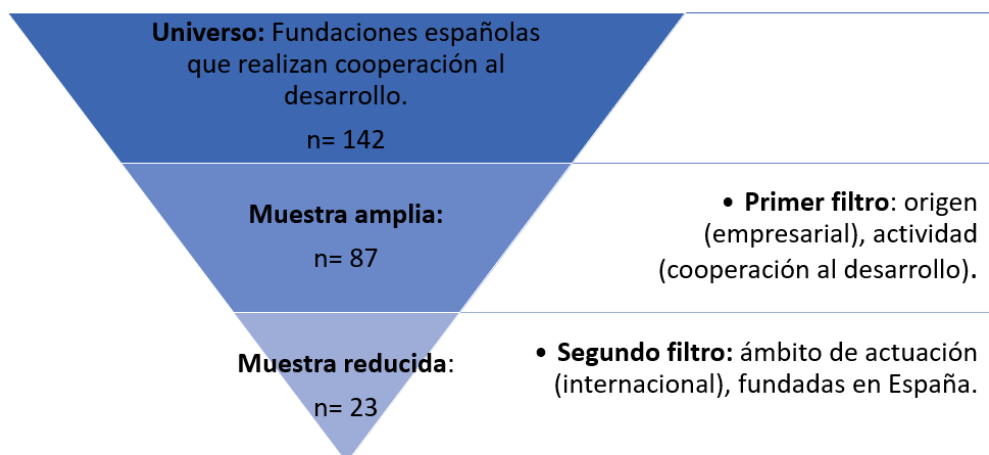 Universo: Fundaciones españolas
que realizan cooperación al
desarrollo.
n= 142
Muestra amplia:
n= 87
• Primer filtro: origen
(empresarial), actividad
(cooperación al desarrollo).
Muestra reducida:
n= 23
• Segundo filtro: ámbito de actuación
(internacional), fundadas en España.